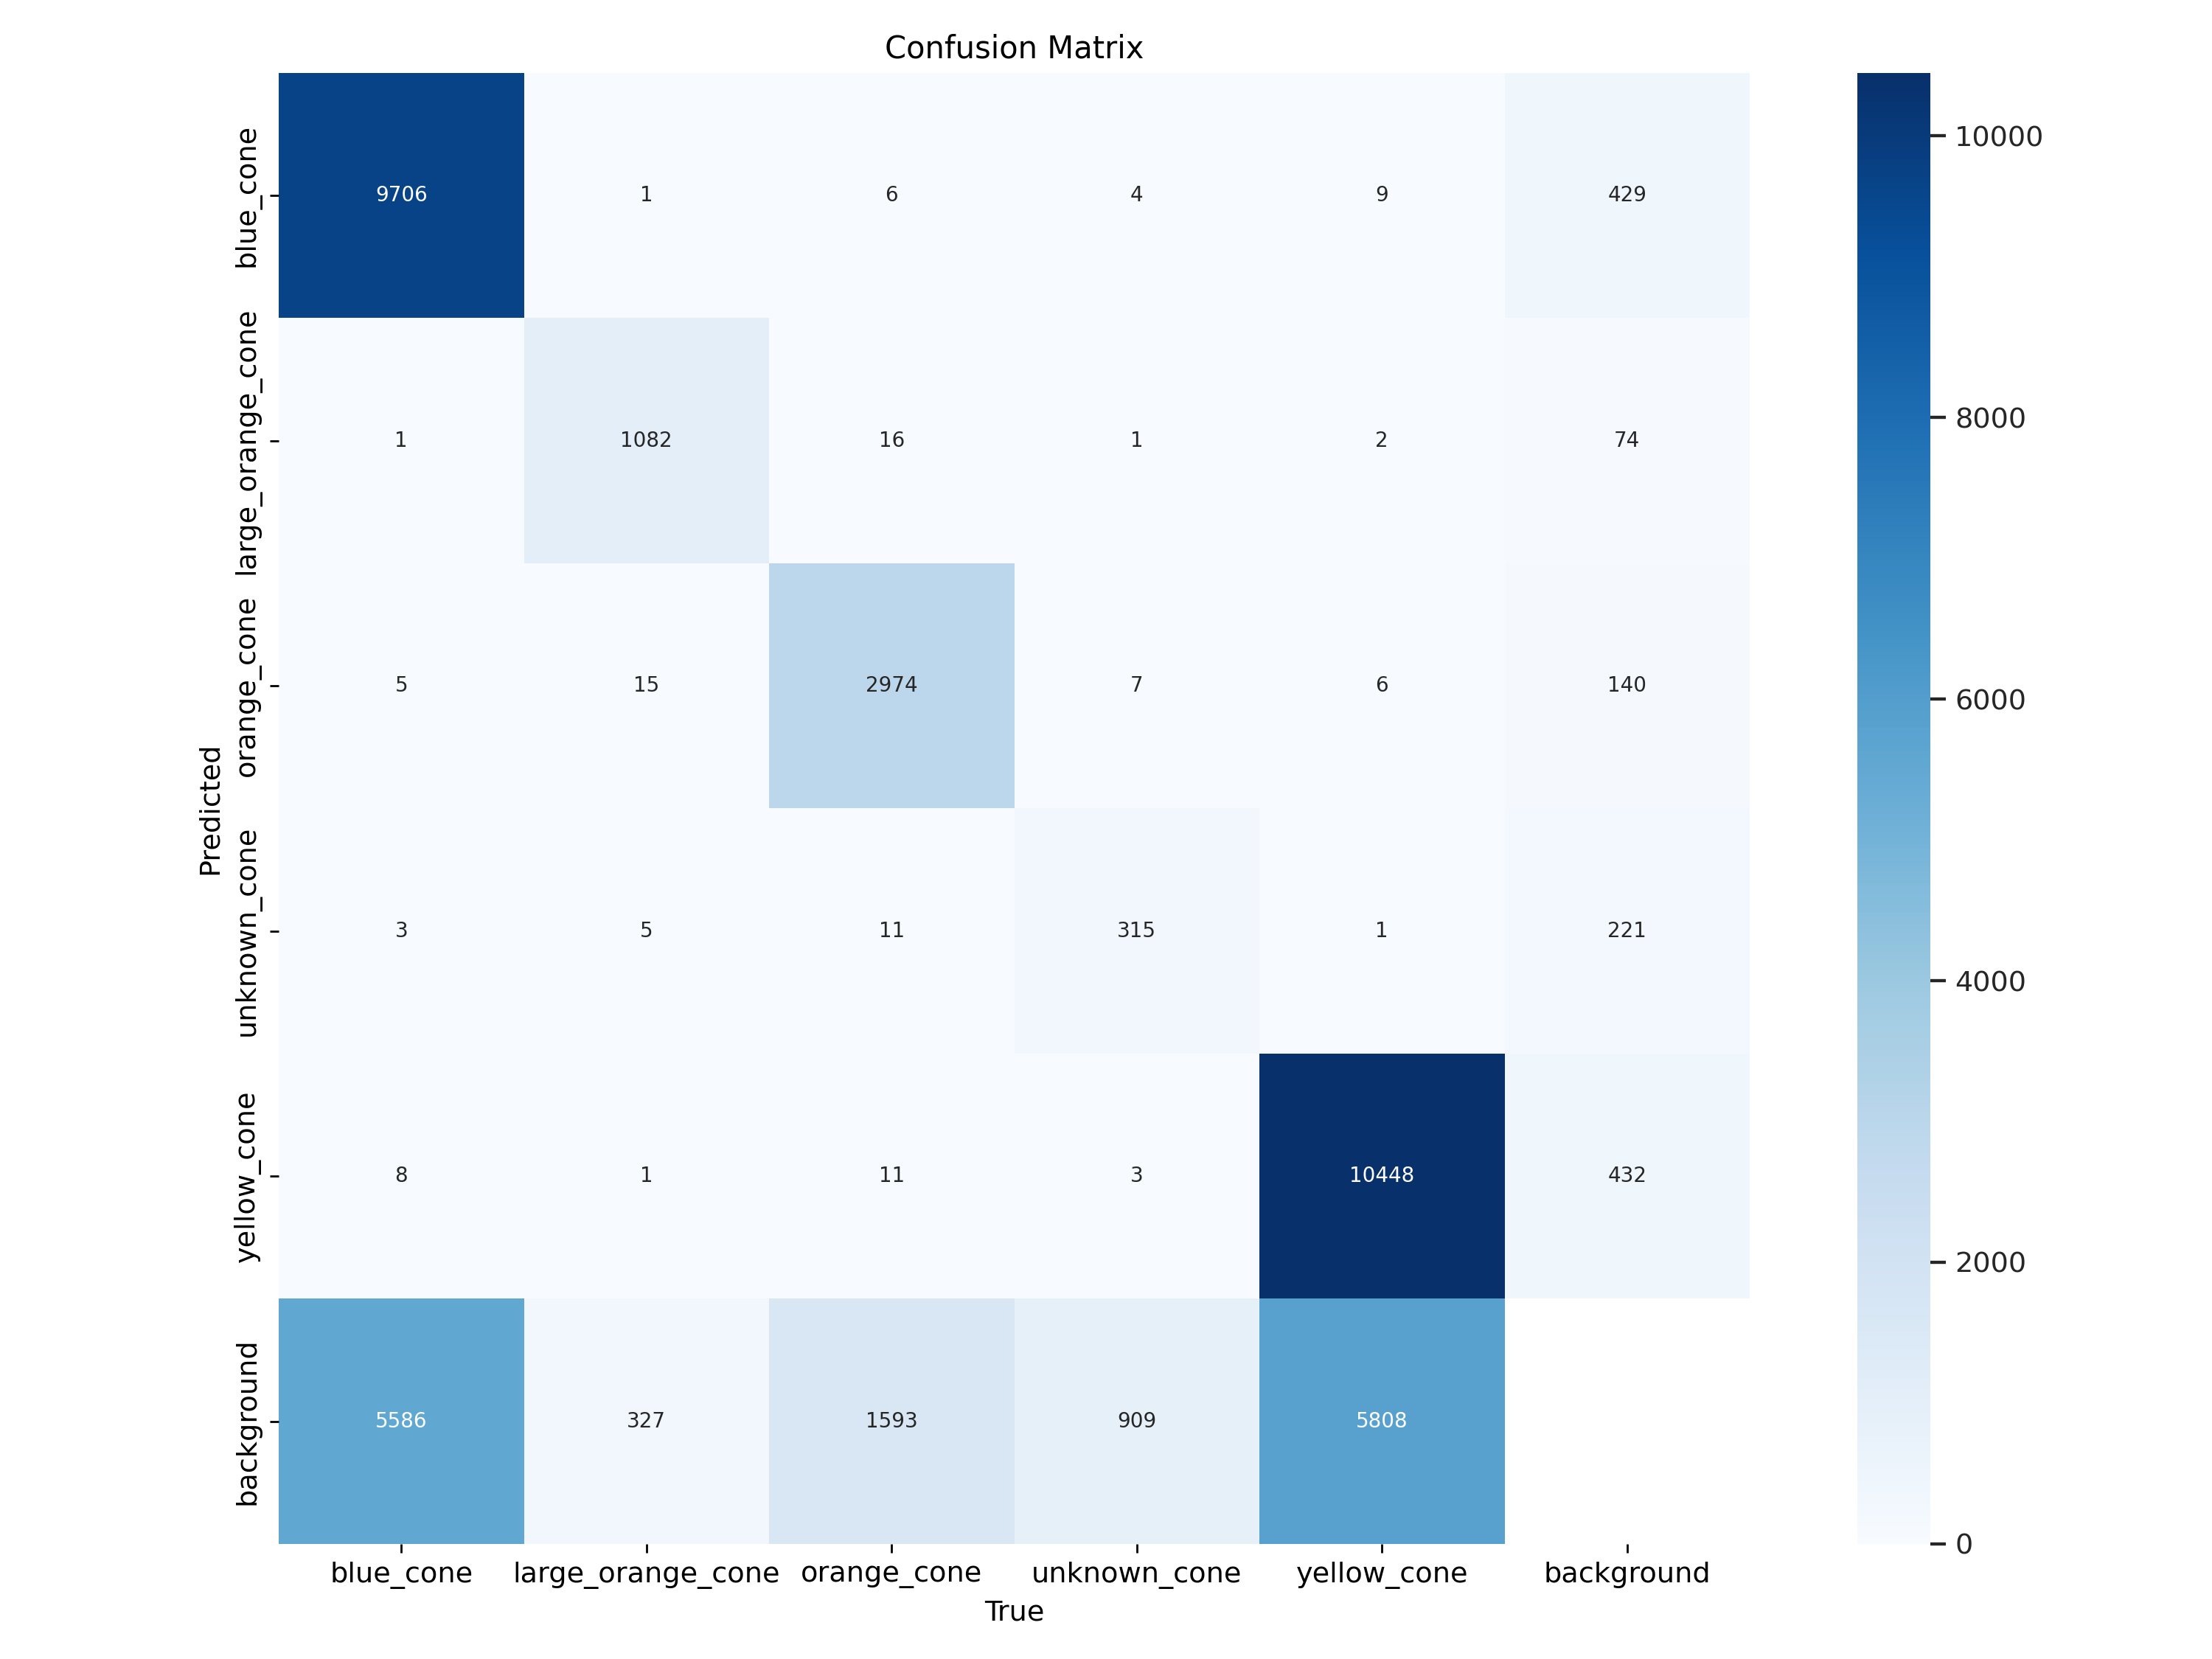 Confusion Matrix
blue_cone 9706 1 6 4 9 429
large_orange_cone 1 1082 16 1 2 74
orange_cone 5 15 2974 7 6 140
unknown_cone 3 5 11 315 1 221
yellow_cone 8 1 11 3 10448 432
background 5586 327 1593 909 5808
blue_cone large_orange_cone orange_cone unknown_cone yellow_cone background
True
Predicted
10000
8000
6000
4000
2000
0